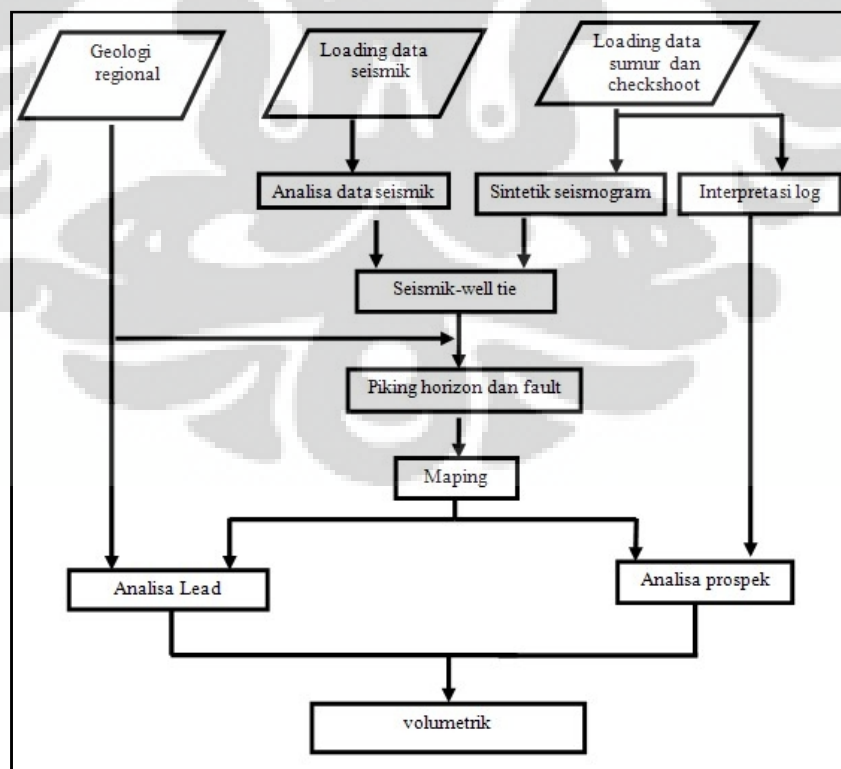 Geologi
regional
Loading data
seismik
Loading data
sumur dan
checkshoot
Analisa data seismik
Sintetik seismogram
Interpretasi log
Seismik-well tie
Piking horizon dan fault
Maping
Analisa Lead
Analisa prospek
volumetrik